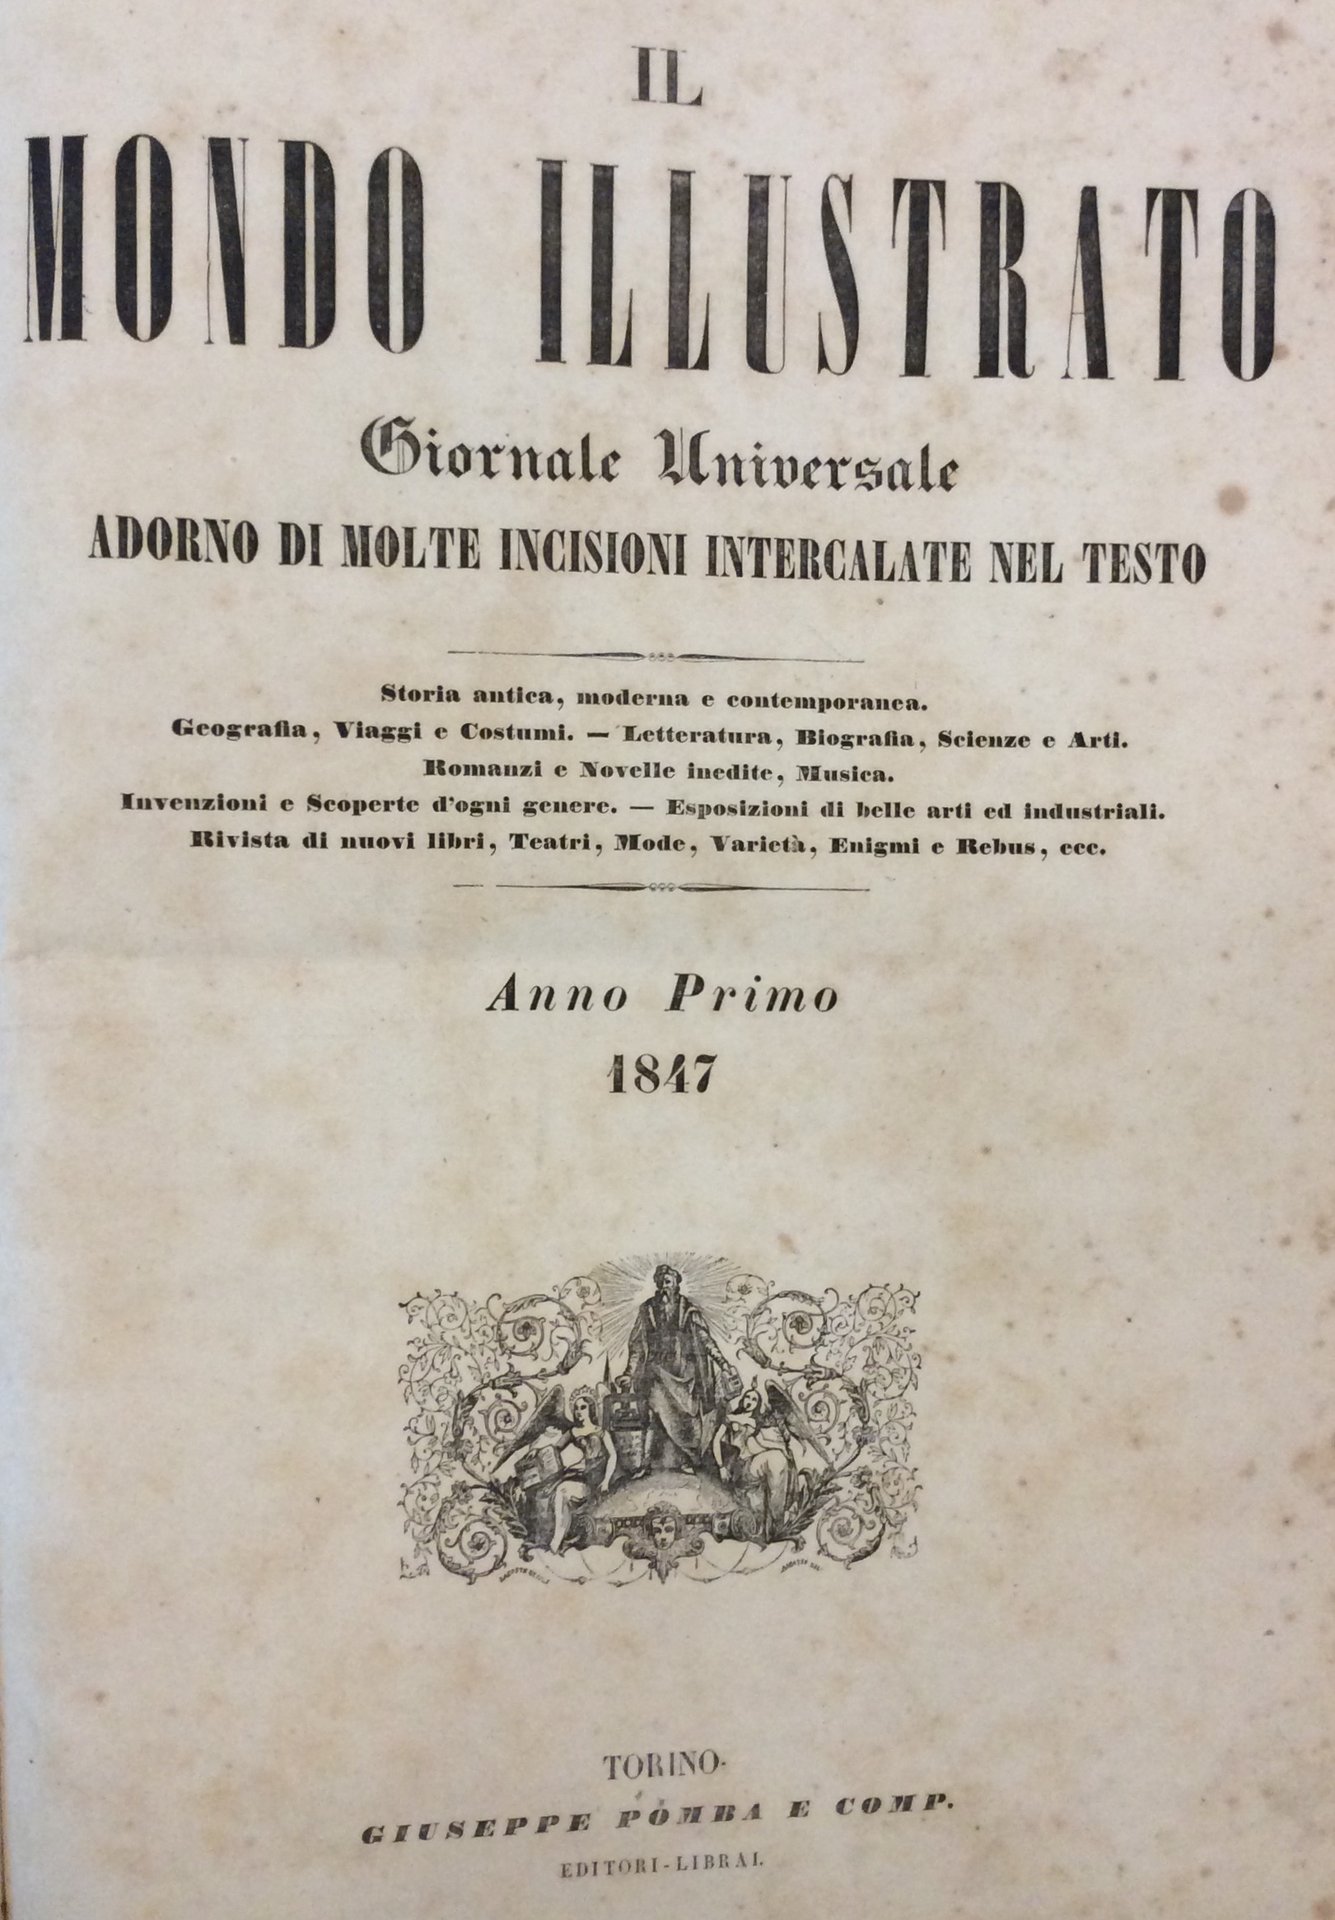 IL
MONDO ILLUSTRATO
Giornale Universale
ADORNO DI MOLTE INCISIONI INTERCALATE NEL TESTO
Storia antica, moderna e contemporanea.
Geografia, Viaggi e Costumi. — Letteratura, Biografia, Scienze e Arti.
Romanzi e Novelle inedite, Musica.
Invenzioni e Scoperte d'ogni genere. — Esposizioni di belle arti ed industriali.
Rivista di nuovi libri, Teatri, Mode, Varietà, Enigmi e Rebus, ecc.
Anno Primo
1847
TORINO
GIUSEPPE POMBA E COMP.
EDITORI-LIBRAI.